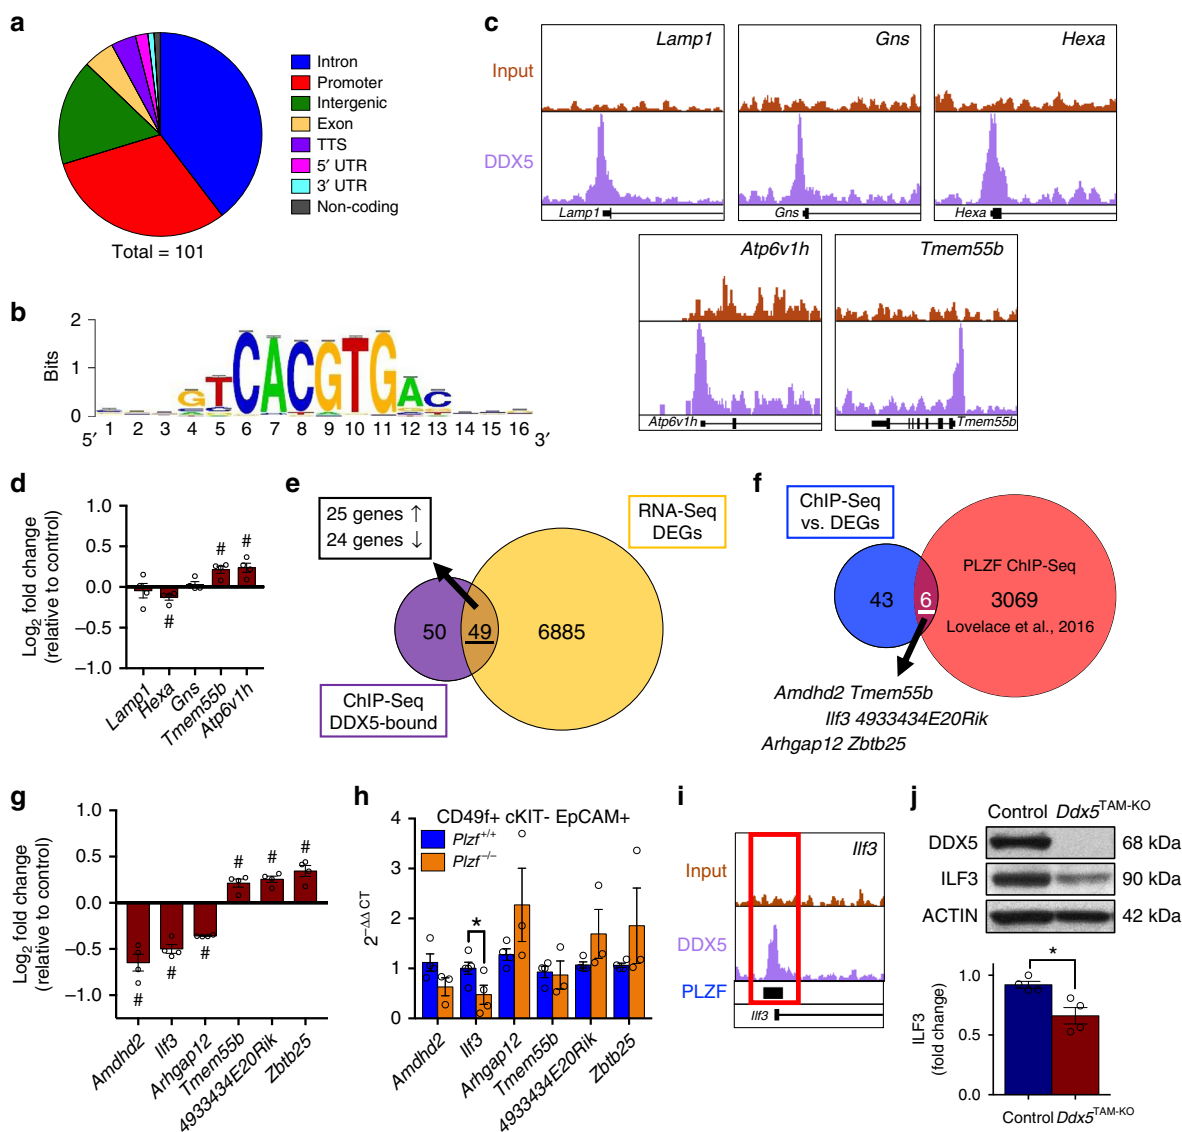 a
Intron
Promoter
Intergenic
Exon
TTS
5′ UTR
3′ UTR
Non-coding
Total = 101
b
Bits
2
1
0
GTCACGTGAC
5′ 1 2 3 4 5 6 7 8 9 10 11 12 13 14 15 16 3′
c
Input
DDX5
Lamp1
Lamp1
Gns
Gns
Hexa
Hexa
Atp6v1h
Atp6v1h
Tmem55b
Tmem55b
d
Log2 fold change
(relative to control)
1.0
0.5
0.0
−0.5
−1.0
# # #
Lamp1
Hexa
Gns
Tmem55b
Atp6v1h
e
25 genes ↑
24 genes ↓
RNA-Seq
DEGs
50 49 6885
ChIP-Seq
DDX5-bound
f
ChIP-Seq
vs. DEGs
PLZF ChIP-Seq
43 6 3069
Lovelace et al., 2016
Amdhd2 Tmem55b
Ilf3 4933434E20Rik
Arhgap12 Zbtb25
g
Log2 fold change
(relative to control)
1.0
0.5
0.0
−0.5
−1.0
# # # # # #
Amdhd2
Ilf3
Arhgap12
Tmem55b
4933434E20Rik
Zbtb25
h
CD49f+ cKIT- EpCAM+
Plzf+/+
Plzf−/−
2−ΔΔCT
4
3
2
1
0
*
Amdhd2
Ilf3
Arhgap12
Tmem55b
4933434E20Rik
Zbtb25
i
Ilf3
Input
DDX5
PLZF
Ilf3
j
Control Ddx5TAM-KO
DDX5 68 kDa
ILF3 90 kDa
ACTIN 42 kDa
*
ILF3
(fold change)
1.0
0.5
0.0
Control Ddx5TAM-KO